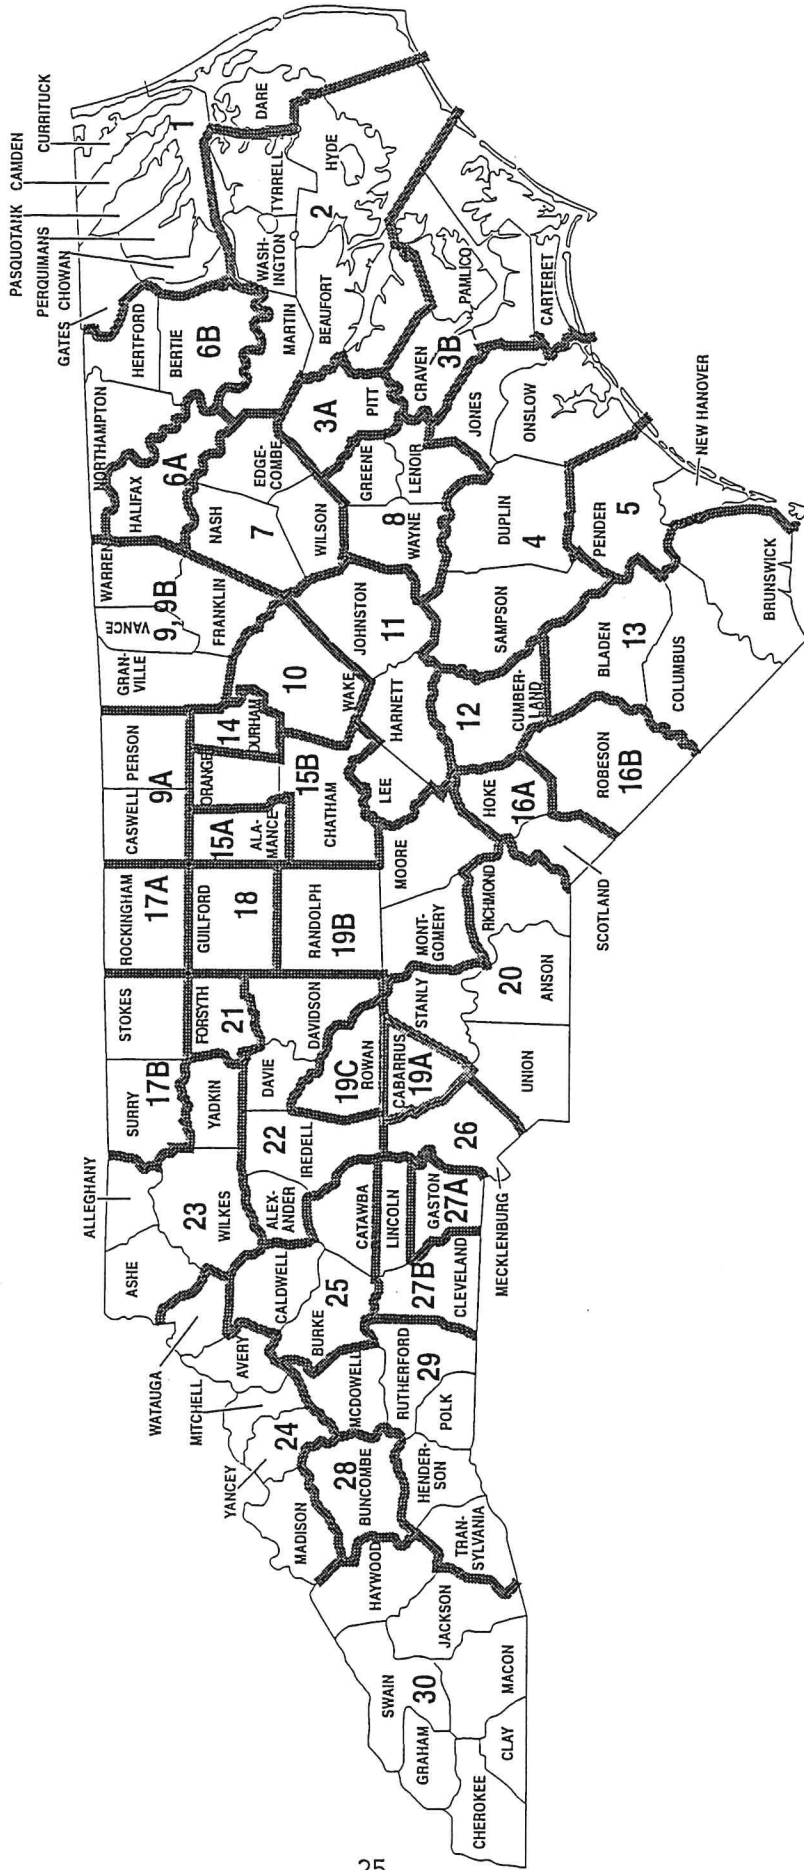 ALLEGHANY
ASHE
WATAUGA
MITCHELL
YANCEY
AVERY
24
MADISON
SURRY
17B
STOKES
ROCKINGHAM
17A
CASWELL
PERSON
9A
GRAN-
VILLE
VANCE
WARREN
9, 9B
FRANKLIN
NORTHAMPTON
HALIFAX
6A
GATES
CHOWAN
PERQUIMANS
PASQUOTANK
CAMDEN
CURRITUCK
1
HERTFORD
BERTIE
6B
23
WILKES
YADKIN
FORSYTH
21
GUILFORD
18
15A
ALA-
MANCE
ORANGE
14
DURHAM
10
WAKE
NASH
7
EDGE-
COMBE
WILSON
MARTIN
WASH-
INGTON
TYRRELL
DARE
HYDE
2
BEAUFORT
CALDWELL
ALEX-
ANDER
22
IREDELL
DAVIE
DAVIDSON
RANDOLPH
19B
CHATHAM
15B
LEE
HARNETT
JOHNSTON
11
8
WAYNE
GREENE
LENOIR
3A
PITT
CRAVEN
3B
PAMLICO
CARTERET
JONES
ONSLOW
SWAIN
30
GRAHAM
CHEROKEE
CLAY
MACON
JACKSON
HAYWOOD
28
BUNCOMBE
TRAN-
SYLVANIA
HENDER-
SON
MCDOWELL
BURKE
25
CATAWBA
LINCOLN
RUTHERFORD
29
POLK
27B
CLEVELAND
GASTON
27A
MECKLENBURG
26
19C
ROWAN
CABARRUS
19A
STANLY
MONT-
GOMERY
MOORE
UNION
20
ANSON
RICHMOND
SCOTLAND
HOKE
16A
12
CUMBER-
LAND
SAMPSON
DUPLIN
4
ROBESON
16B
BLADEN
13
COLUMBUS
BRUNSWICK
PENDER
5
NEW HANOVER
25